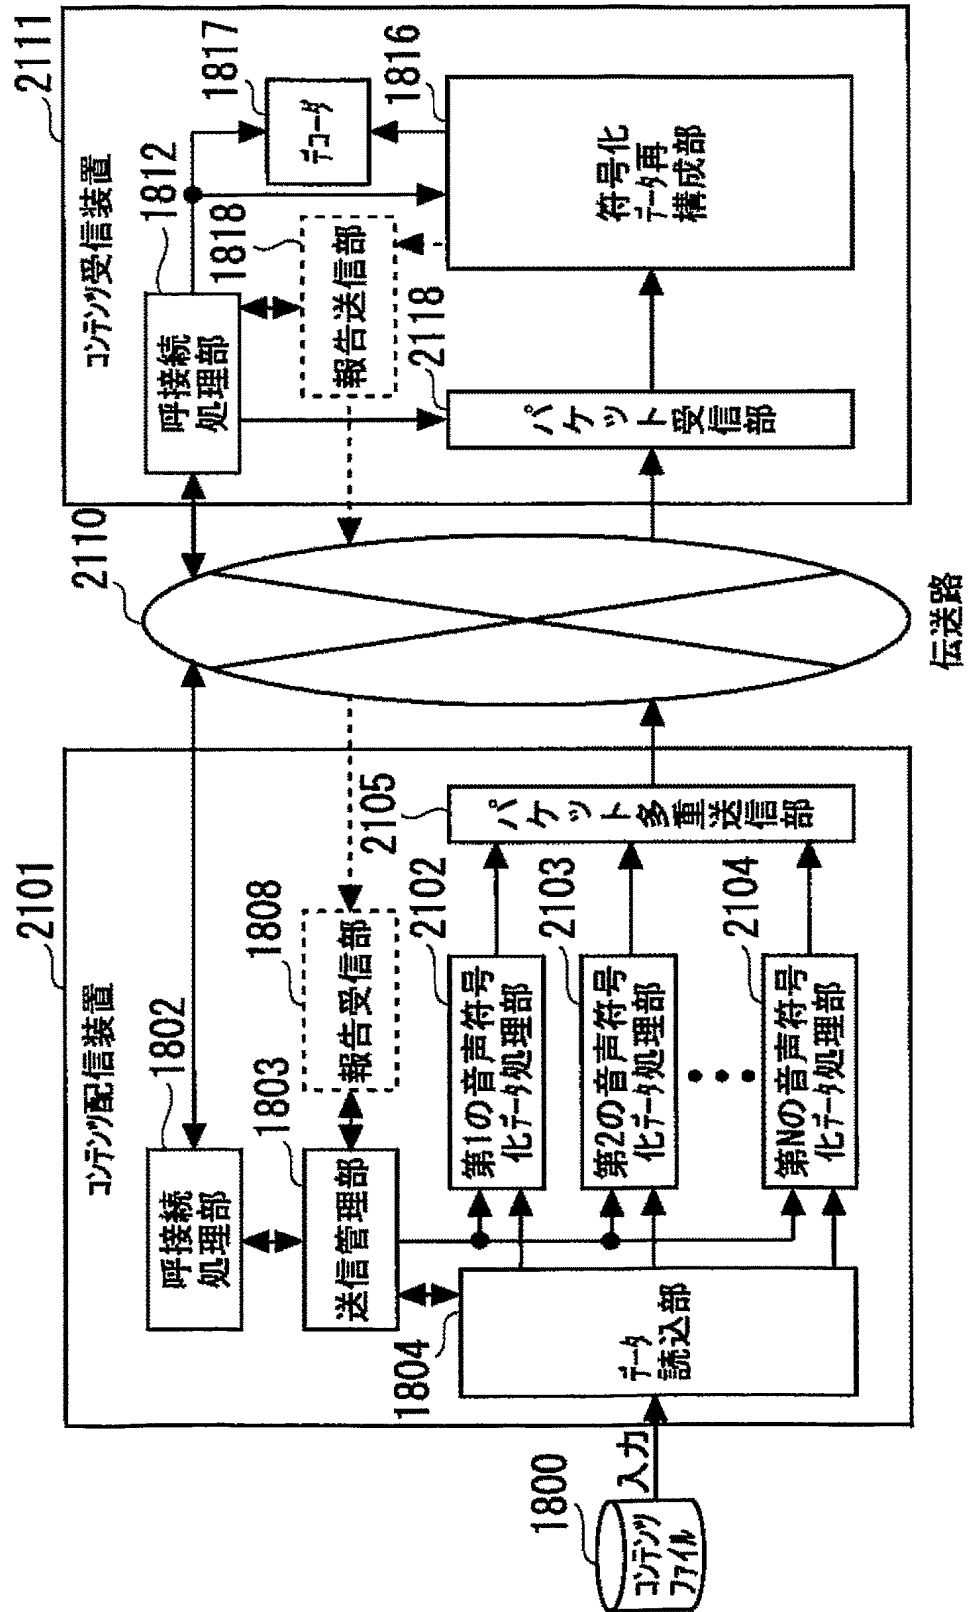 2101
コンテンツ配信装置
1802
呼接続
処理部
1803
送信管理部
1808
報告受信部
1804
データ
読込部
1800
コンテンツ
ファイル
入力
2102
第1の音声符号
化データ処理部
2103
第2の音声符号
化データ処理部
2104
第Nの音声符号
化データ処理部
2105
パケット多重送信部
2110
伝送路
2111
コンテンツ受信装置
1812
呼接続
処理部
1818
報告送信部
1817
デコーダ
2118
パケット受信部
1816
符号化
データ再
構成部